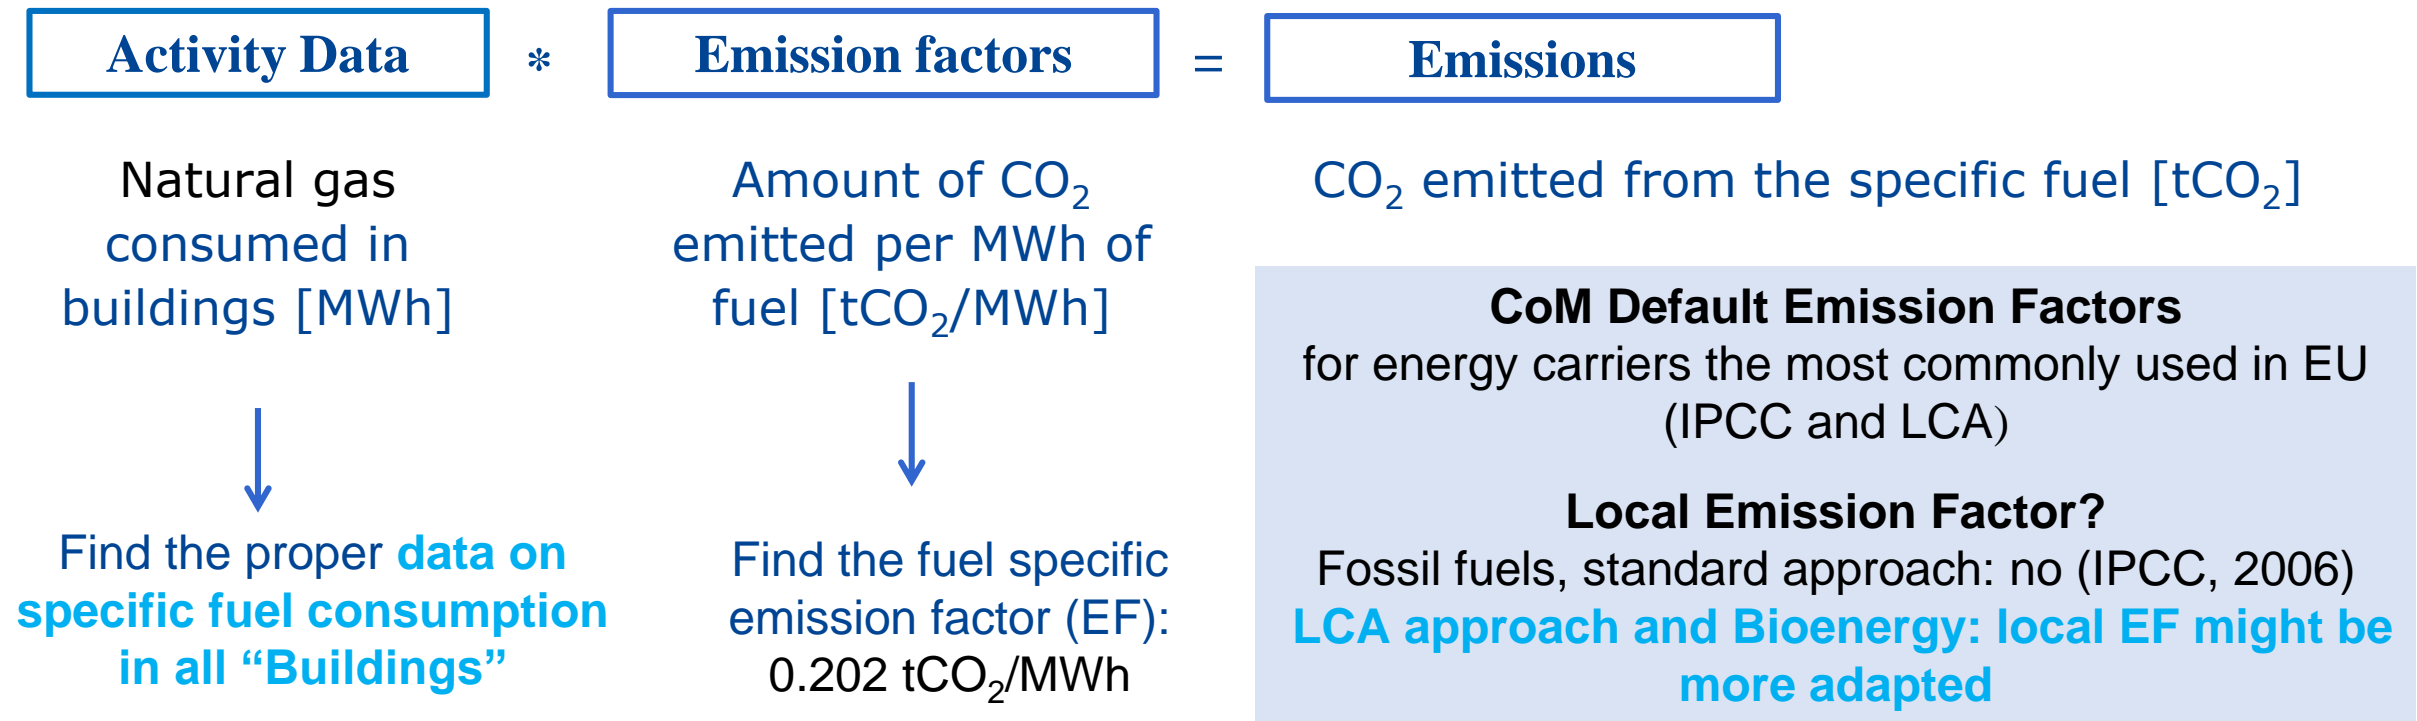 Activity Data * Emission factors = Emissions
Natural gas
consumed in
buildings [MWh]
Find the proper data on
specific fuel consumption
in all “Buildings”
Amount of CO₂
emitted per MWh of
fuel [tCO₂/MWh]
Find the fuel specific
emission factor (EF):
0.202 tCO₂/MWh
CO₂ emitted from the specific fuel [tCO₂]
CoM Default Emission Factors
for energy carriers the most commonly used in EU
(IPCC and LCA)
Local Emission Factor?
Fossil fuels, standard approach: no (IPCC, 2006)
LCA approach and Bioenergy: local EF might be
more adapted